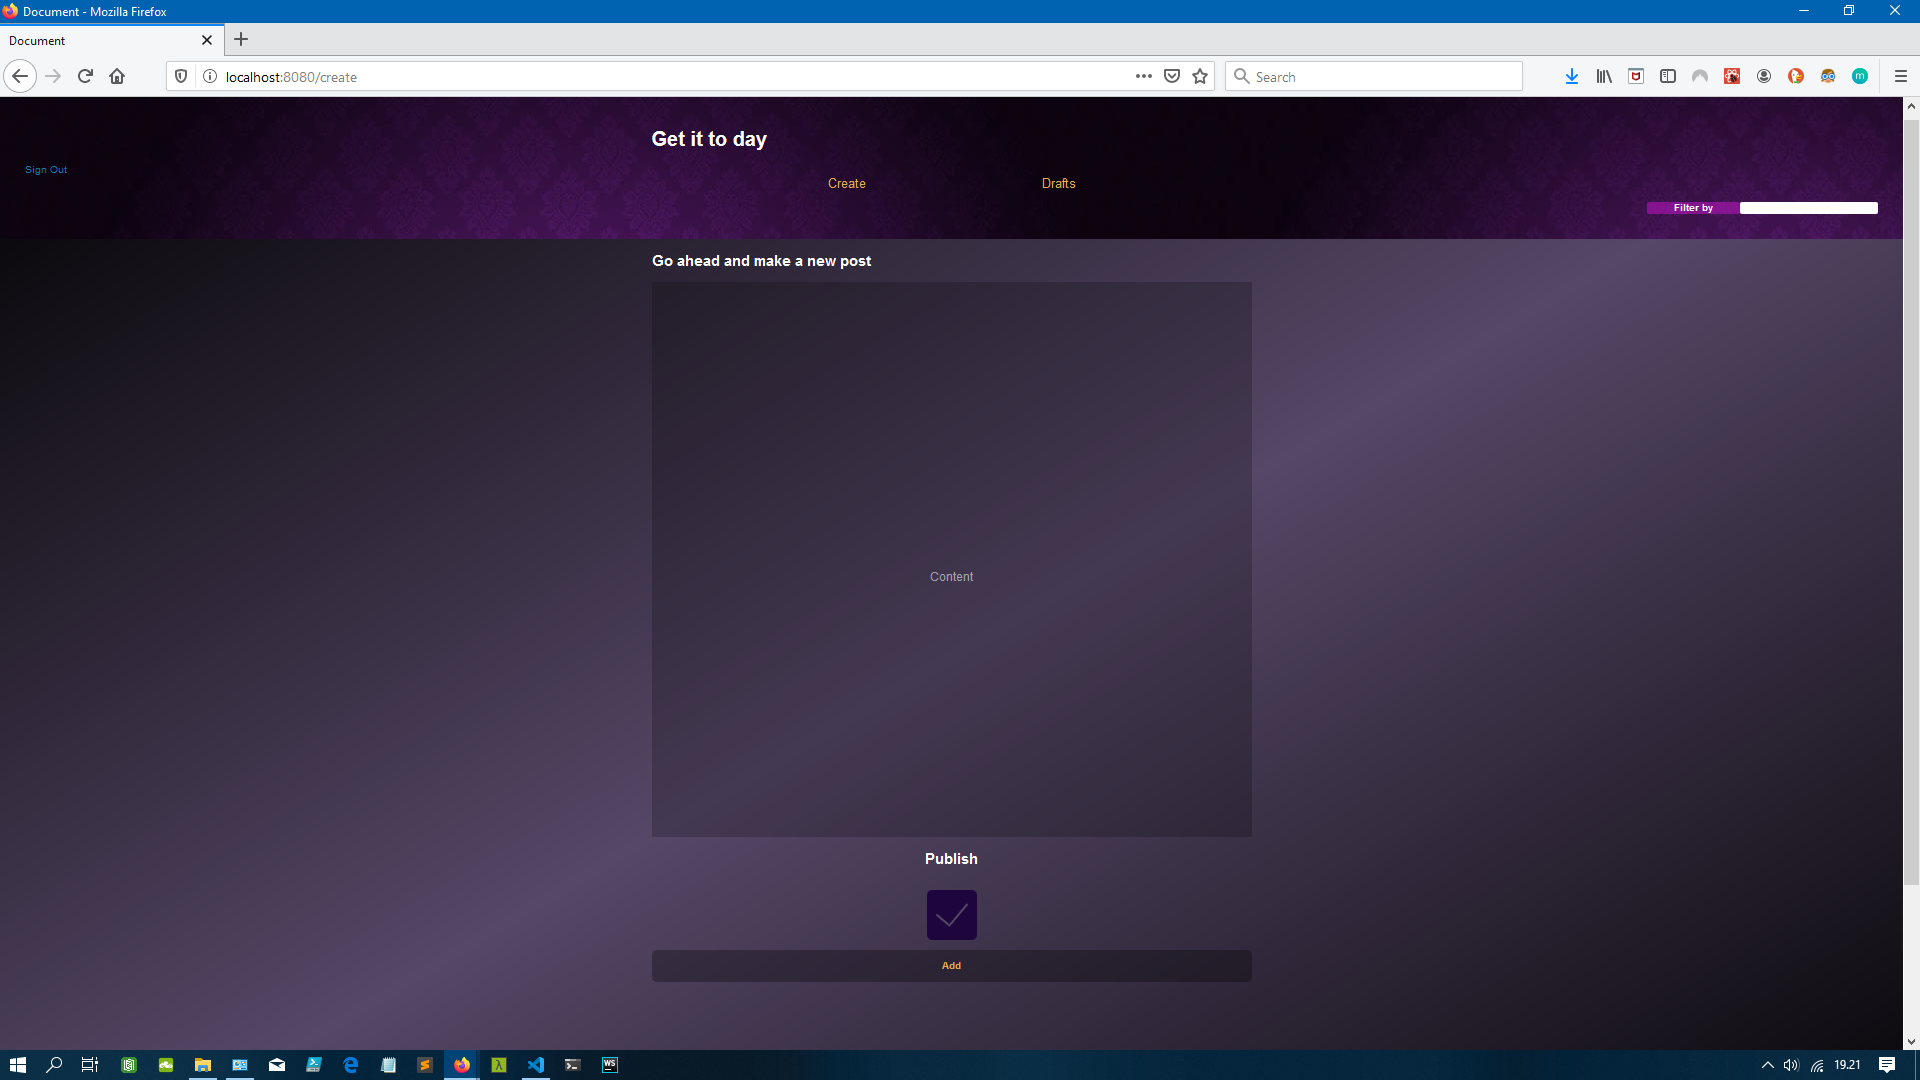 Document - Mozilla Firefox
Document
localhost:8080/create
Search
Get it to day
Sign Out
Create
Drafts
Filter by
Go ahead and make a new post
Content
Publish
Add
WS
19.21